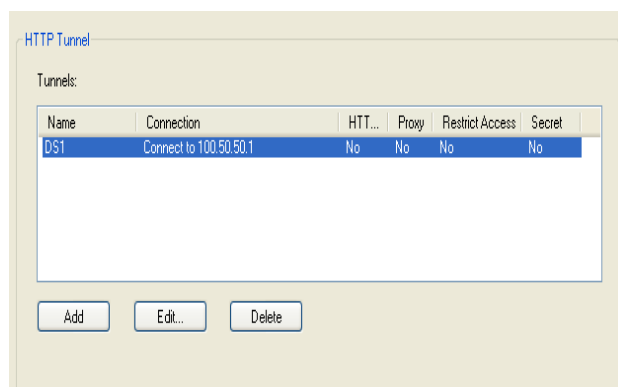 HTTP Tunnel
Tunnels:
Name Connection HTT... Proxy Restrict Access Secret
DS1 Connect to 100.50.50.1 No No No No
Add Edit... Delete